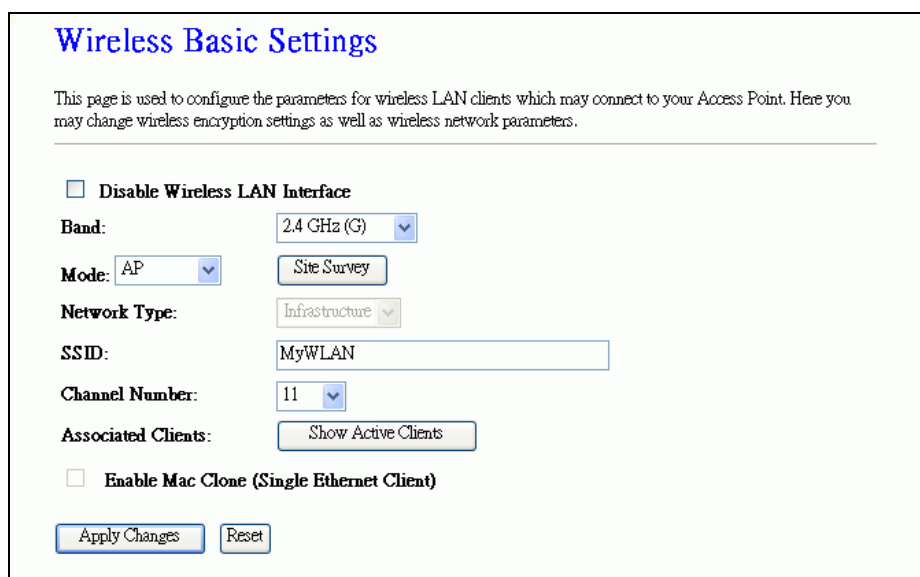 Wireless Basic Settings
This page is used to configure the parameters for wireless LAN clients which may connect to your Access Point. Here you
may change wireless encryption settings as well as wireless network parameters.
Disable Wireless LAN Interface
Band: 2.4 GHz (G)
Mode: AP Site Survey
Network Type: Infrastructure
SSID: MyWLAN
Channel Number: 11
Associated Clients: Show Active Clients
Enable Mac Clone (Single Ethernet Client)
Apply Changes Reset